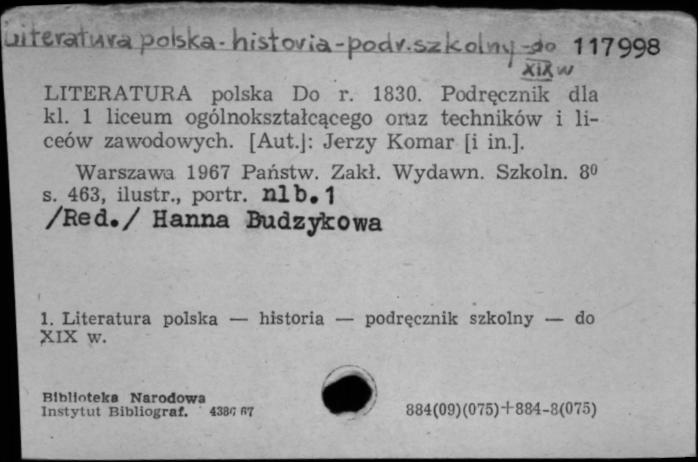 Literatura polska - historia - podr. szkolny - do 117998
XIX w
LITERATURA polska Do r. 1830. Podręcznik dla
kl. 1 liceum ogólnokształcącego oraz techników i li-
ceów zawodowych. [Aut.]: Jerzy Komar [i in.].
Warszawa 1967 Państw. Zakł. Wydawn. Szkoln. 8⁰
s. 463, ilustr., portr. nlb.1
/Red./ Hanna Budzykowa
1. Literatura polska — historia — podręcznik szkolny — do
XIX w.
Biblioteka Narodowa
Instytut Bibliograf. 67
884(09)(075)+884-8(075)